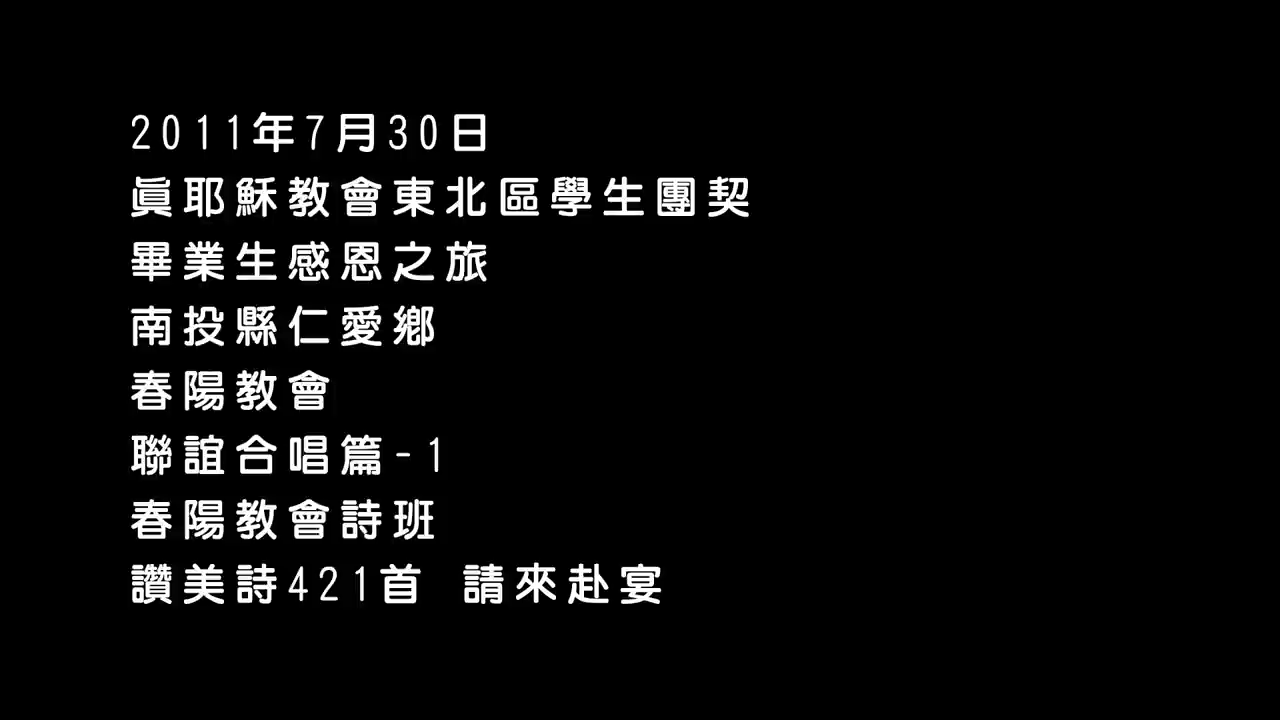 2011年7月30日
眞耶穌教會東北區學生團契
畢業生感恩之旅
南投縣仁愛鄉
春陽教會
聯誼合唱篇-1
春陽教會詩班
讚美詩421首 請來赴宴